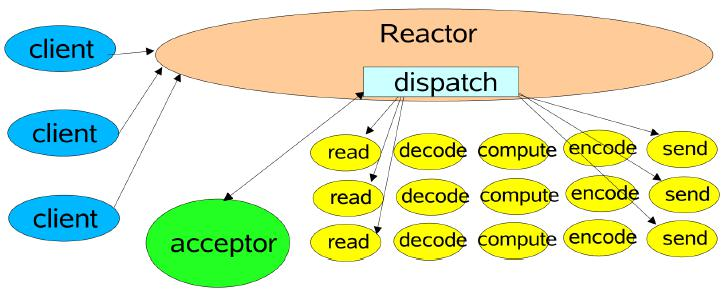 Reactor
client
dispatch
client
read decode compute encode send
read decode compute encode send
client
acceptor
read decode compute encode send